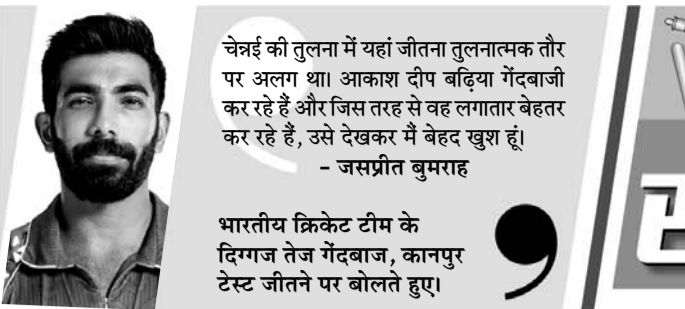 चेन्नई की तुलना में यहां जीतना तुलनात्मक तौर
पर अलग था। आकाश दीप बढ़िया गेंदबाजी
कर रहे हैं और जिस तरह से वह लगातार बेहतर
कर रहे हैं, उसे देखकर मैं बेहद खुश हूं।
– जसप्रीत बुमराह
भारतीय क्रिकेट टीम के
दिग्गज तेज गेंदबाज, कानपुर
टेस्ट जीतने पर बोलते हुए।